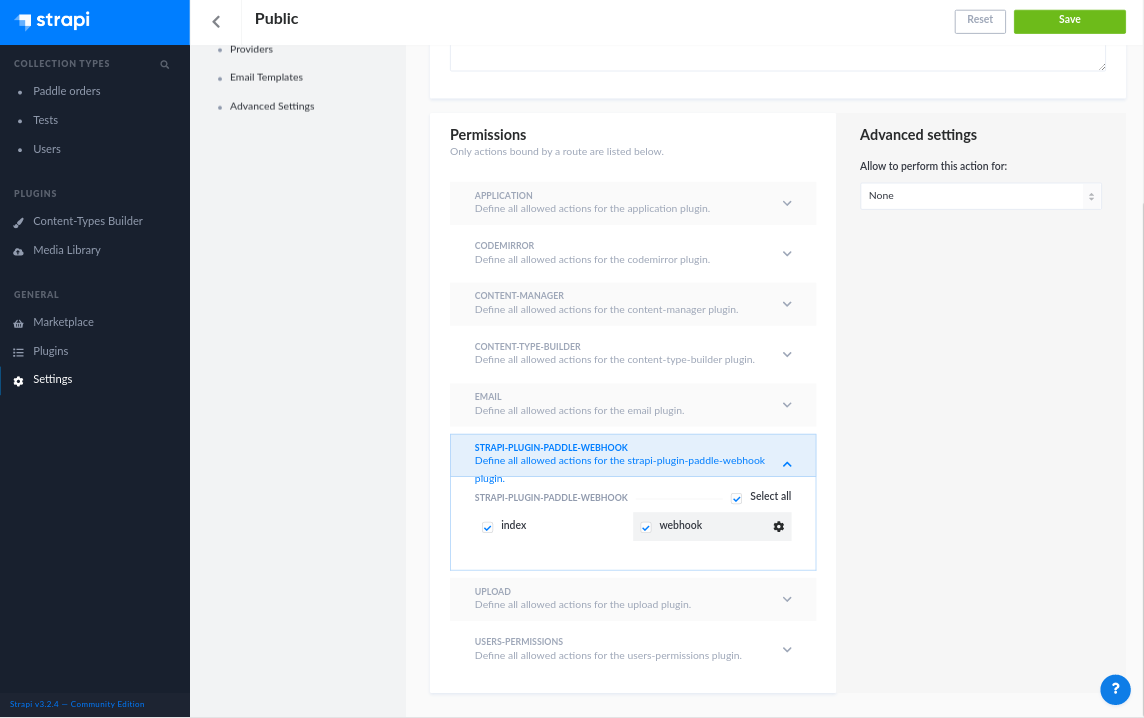 strapi
Public
Reset
Save
COLLECTION TYPES
Paddle orders
Tests
Users
PLUGINS
Content-Types Builder
Media Library
GENERAL
Marketplace
Plugins
Settings
Strapi v3.2.4 — Community Edition
Providers
Email Templates
Advanced Settings
Permissions
Only actions bound by a route are listed below.
APPLICATION
Define all allowed actions for the application plugin.
CODEMIRROR
Define all allowed actions for the codemirror plugin.
CONTENT-MANAGER
Define all allowed actions for the content-manager plugin.
CONTENT-TYPE-BUILDER
Define all allowed actions for the content-type-builder plugin.
EMAIL
Define all allowed actions for the email plugin.
STRAPI-PLUGIN-PADDLE-WEBHOOK
Define all allowed actions for the strapi-plugin-paddle-webhook
plugin.
STRAPI-PLUGIN-PADDLE-WEBHOOK
Select all
index
webhook
UPLOAD
Define all allowed actions for the upload plugin.
USERS-PERMISSIONS
Define all allowed actions for the users-permissions plugin.
Advanced settings
Allow to perform this action for:
None
?